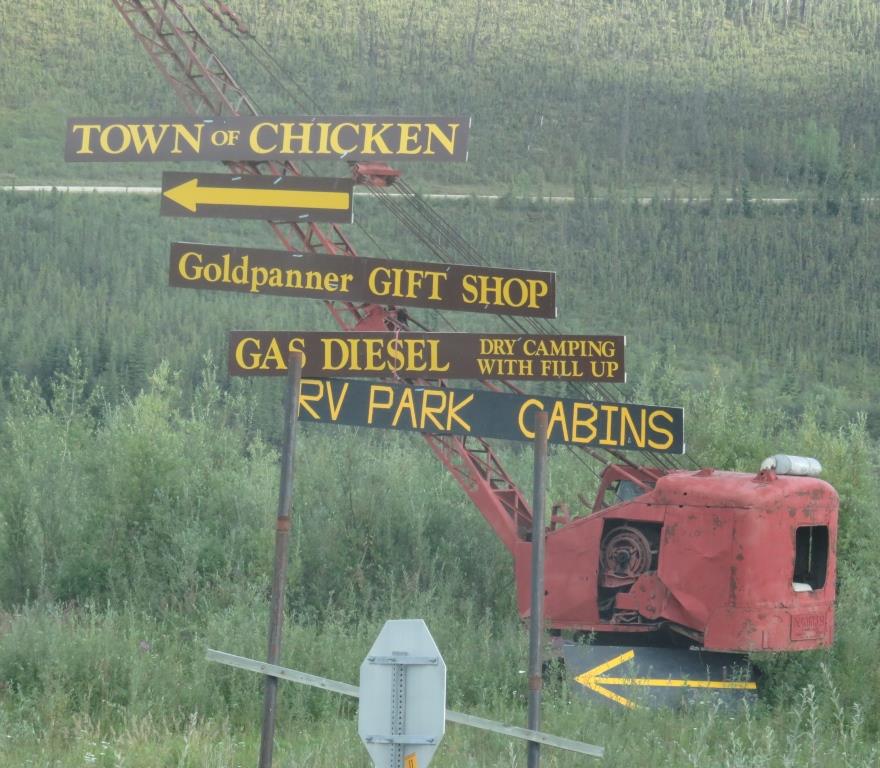 TOWN OF CHICKEN
Goldpanner GIFT SHOP
GAS DIESEL DRY CAMPING
WITH FILL UP
RV PARK CABINS